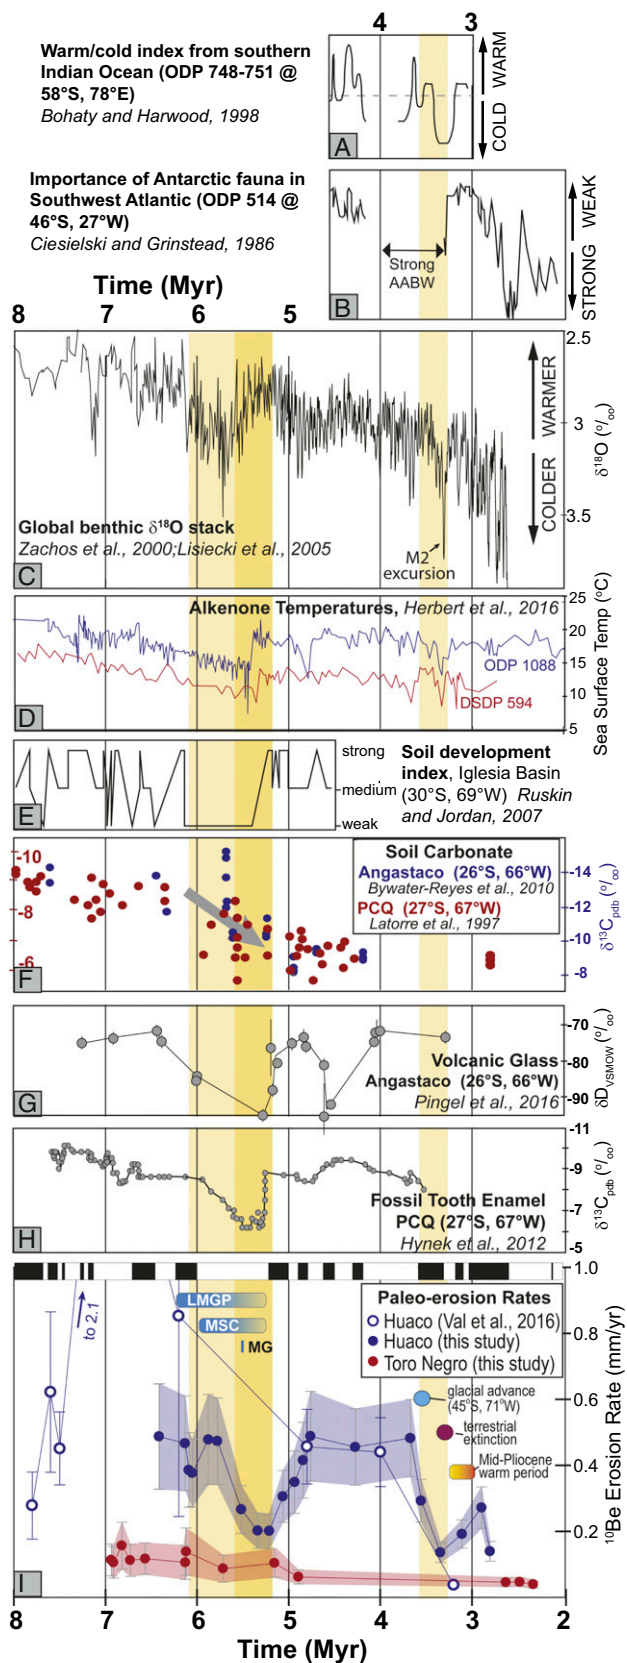 4 3
Warm/cold index from southern
Indian Ocean (ODP 748-751 @
58°S, 78°E)
Bohaty and Harwood, 1998
WARM
COLD
A
Importance of Antarctic fauna in
Southwest Atlantic (ODP 514 @
46°S, 27°W)
Ciesielski and Grinstead, 1986
Strong
AABW
WEAK
STRONG
B
Time (Myr)
8 7 6 5
2.5
3
3.5
δ18O (o/oo)
WARMER
COLDER
Global benthic δ18O stack
Zachos et al., 2000;Lisiecki et al., 2005
M2
excursion
C
Alkenone Temperatures, Herbert et al., 2016
25
20
15
10
5
Sea Surface Temp (°C)
ODP 1088
DSDP 594
D
strong
medium
weak
Soil development
index, Iglesia Basin
(30°S, 69°W) Ruskin
and Jordan, 2007
E
-10
-8
-6
Soil Carbonate
Angastaco (26°S, 66°W)
Bywater-Reyes et al., 2010
PCQ (27°S, 67°W)
Latorre et al., 1997
-14
-12
-10
-8
δ13Cpdb (o/oo)
F
-70
-80
-90
δDVSMOW (o/oo)
Volcanic Glass
Angastaco (26°S, 66°W)
Pingel et al., 2016
G
-11
-9
-7
-5
δ13Cpdb (o/oo)
Fossil Tooth Enamel
PCQ (27°S, 67°W)
Hynek et al., 2012
H
1.0
0.8
0.6
0.4
0.2
10Be Erosion Rate (mm/yr)
to 2.1
LMGP
MSC
MG
Paleo-erosion Rates
Huaco (Val et al., 2016)
Huaco (this study)
Toro Negro (this study)
glacial advance
(45°S, 71°W)
terrestrial
extinction
Mid-Pliocene
warm period
I
8 7 6 5 4 3 2
Time (Myr)